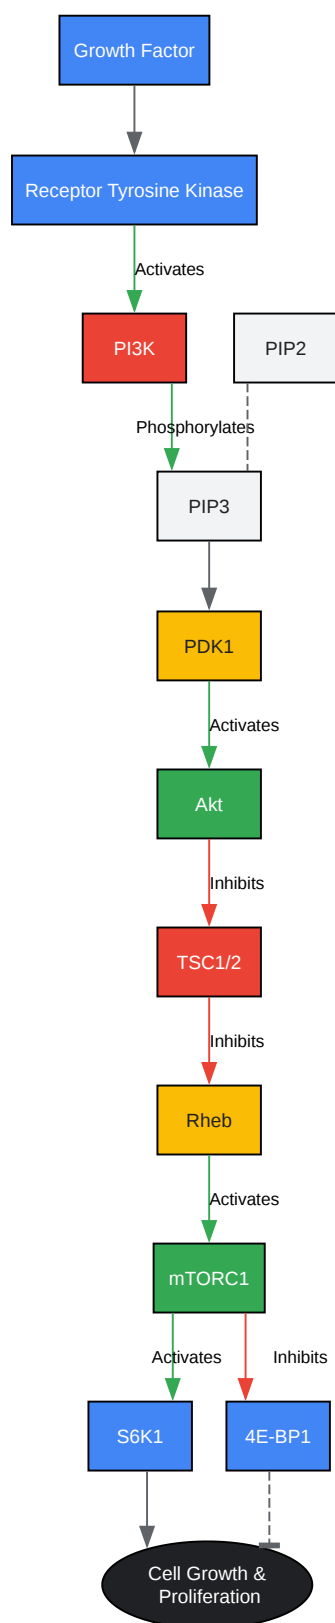 Growth Factor
Receptor Tyrosine Kinase
Activates
PI3K
PIP2
Phosphorylates
PIP3
PDK1
Activates
Akt
Inhibits
TSC1/2
Inhibits
Rheb
Activates
mTORC1
Activates
Inhibits
S6K1
4E-BP1
Cell Growth &
Proliferation